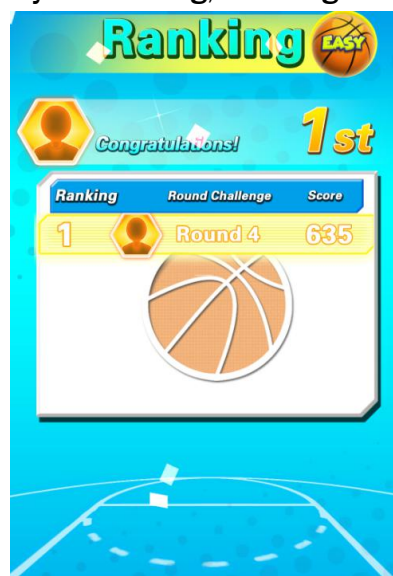 Ranking
EASY
1st
Congratulations!
Ranking Round Challenge Score
1 Round 4 635